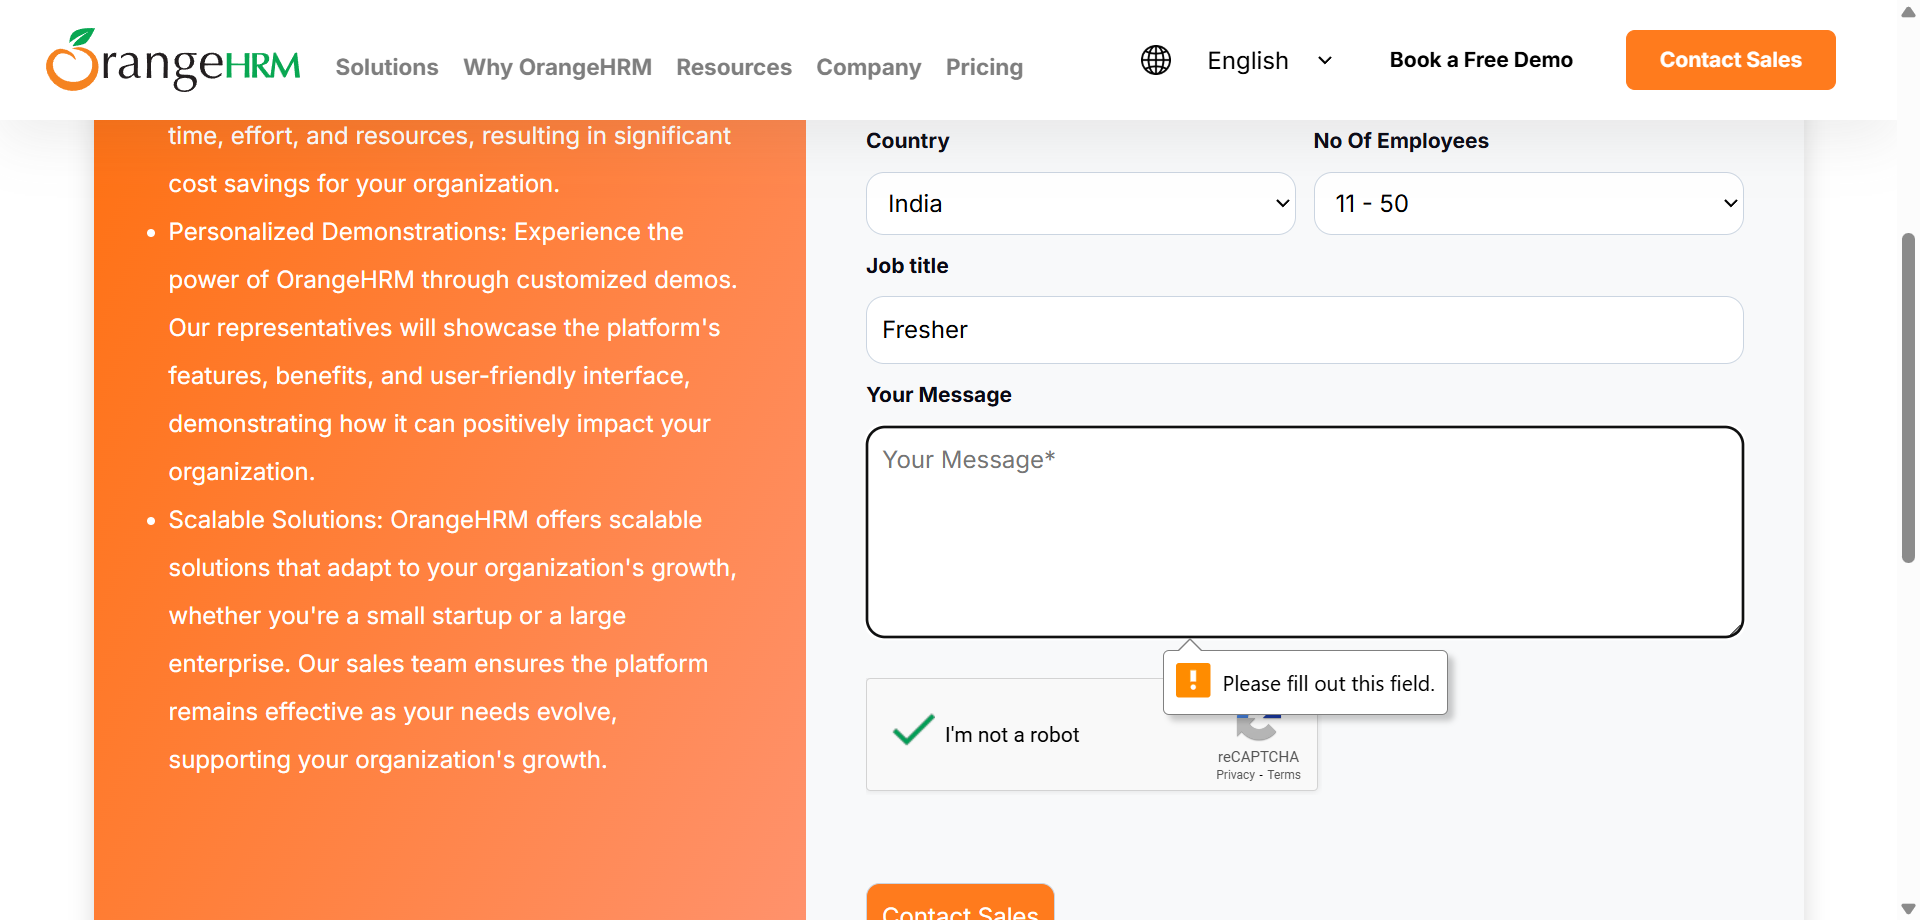 OrangeHRM
Solutions
Why OrangeHRM
Resources
Company
Pricing
English
Book a Free Demo
Contact Sales
time, effort, and resources, resulting in significant
cost savings for your organization.
• Personalized Demonstrations: Experience the
power of OrangeHRM through customized demos.
Our representatives will showcase the platform's
features, benefits, and user-friendly interface,
demonstrating how it can positively impact your
organization.
• Scalable Solutions: OrangeHRM offers scalable
solutions that adapt to your organization's growth,
whether you're a small startup or a large
enterprise. Our sales team ensures the platform
remains effective as your needs evolve,
supporting your organization's growth.
Country
No Of Employees
India
11 - 50
Job title
Fresher
Your Message
Your Message*
Please fill out this field.
I'm not a robot
reCAPTCHA
Privacy - Terms
Contact Sales